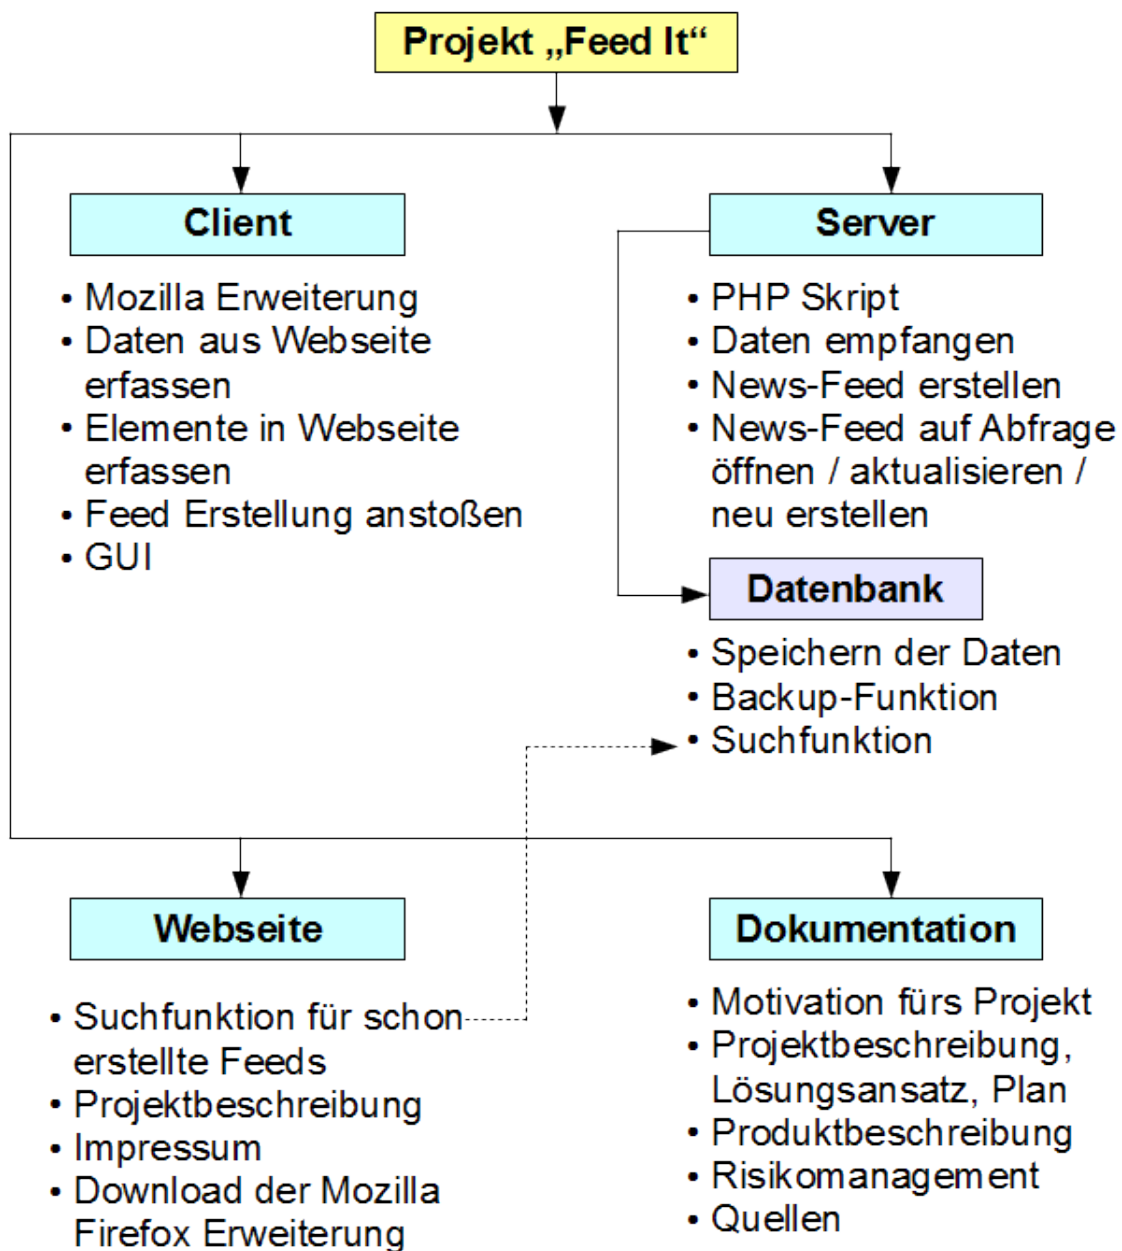 Projekt „Feed It“
Client
• Mozilla Erweiterung
• Daten aus Webseite
erfassen
• Elemente in Webseite
erfassen
• Feed Erstellung anstoßen
• GUI
Server
• PHP Skript
• Daten empfangen
• News-Feed erstellen
• News-Feed auf Abfrage
öffnen / aktualisieren /
neu erstellen
Datenbank
• Speichern der Daten
• Backup-Funktion
• Suchfunktion
Webseite
• Suchfunktion für schon
erstellte Feeds
• Projektbeschreibung
• Impressum
• Download der Mozilla
Firefox Erweiterung
Dokumentation
• Motivation fürs Projekt
• Projektbeschreibung,
Lösungsansatz, Plan
• Produktbeschreibung
• Risikomanagement
• Quellen